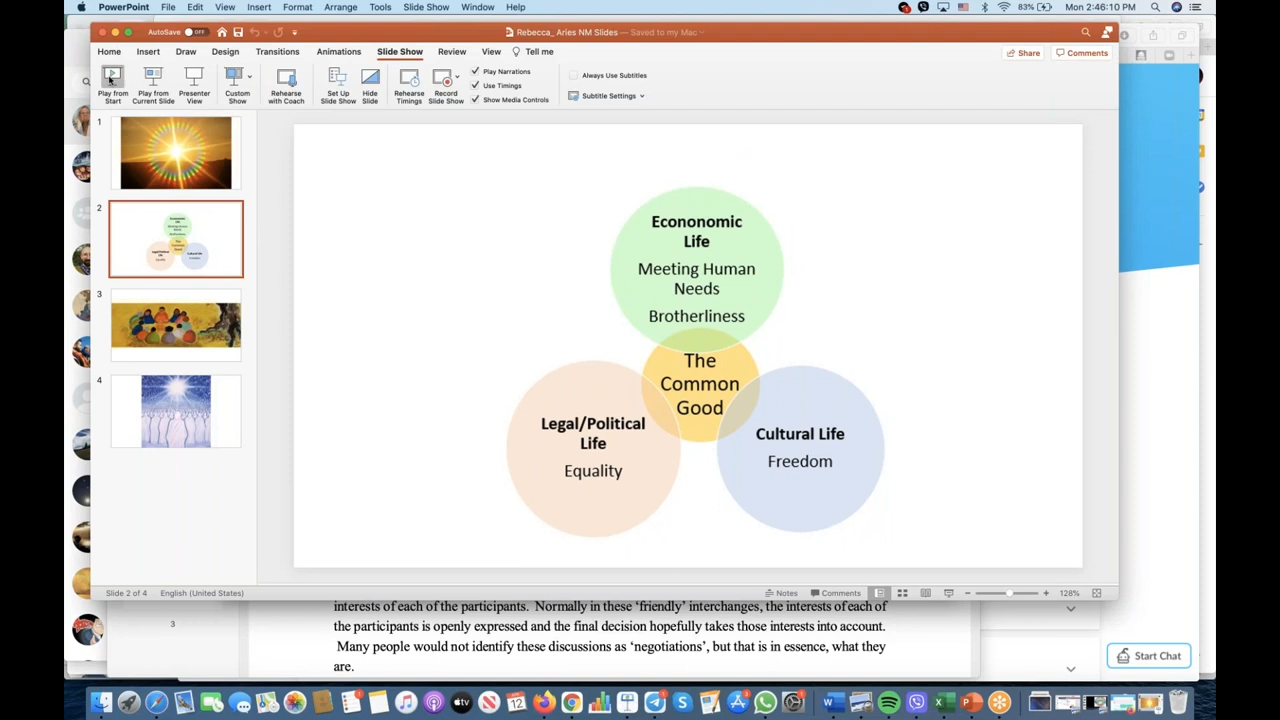 PowerPoint File Edit View Insert Format Arrange Tools Slide Show Window Help 83% Mon 2:46:10 PM
AutoSave OFF Rebecca_ Aries NM Slides — Saved to my Mac
Home Insert Draw Design Transitions Animations Slide Show Review View Tell me Share Comments
Play from Start
Play from Current Slide
Presenter View
Custom Show
Rehearse with Coach
Set Up Slide Show
Hide Slide
Rehearse Timings
Record Slide Show
Play Narrations
Use Timings
Show Media Controls
Always Use Subtitles
Subtitle Settings
1
2
3
4
Econonomic
Life
Meeting Human
Needs
Brotherliness
The
Common
Good
Legal/Political
Life
Equality
Cultural Life
Freedom
Slide 2 of 4 English (United States) Notes Comments 128%
interests of each of the participants. Normally in these ‘friendly’ interchanges, the interests of each of
the participants is openly expressed and the final decision hopefully takes those interests into account.
Many people would not identify these discussions as ‘negotiations’, but that is in essence, what they
are.
3
Start Chat